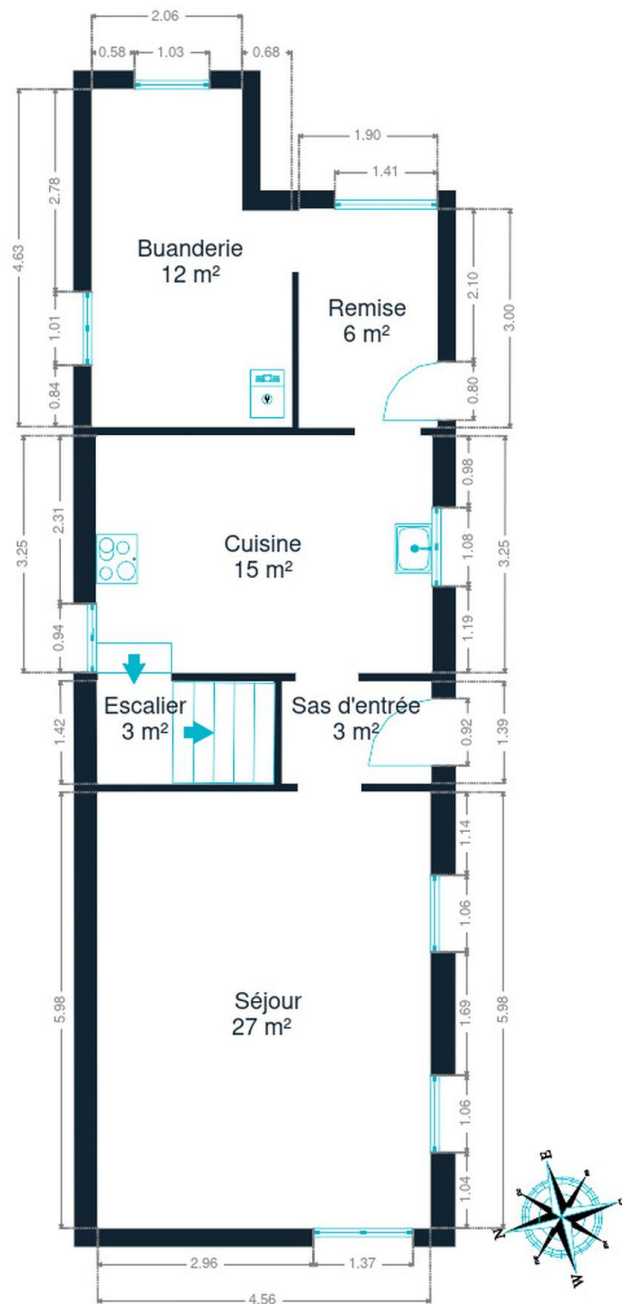 2.06
0.58
1.03
0.68
1.90
1.41
2.78
4.63
1.01
0.84
Buanderie
12 m²
Remise
6 m²
2.10
3.00
0.80
3.25
2.31
0.94
Cuisine
15 m²
0.98
1.08
3.25
1.19
Escalier
3 m²
Sas d'entrée
3 m²
1.42
0.92
1.39
5.98
Séjour
27 m²
1.14
1.06
1.69
5.98
1.06
1.04
2.96
1.37
4.56
E
N
W